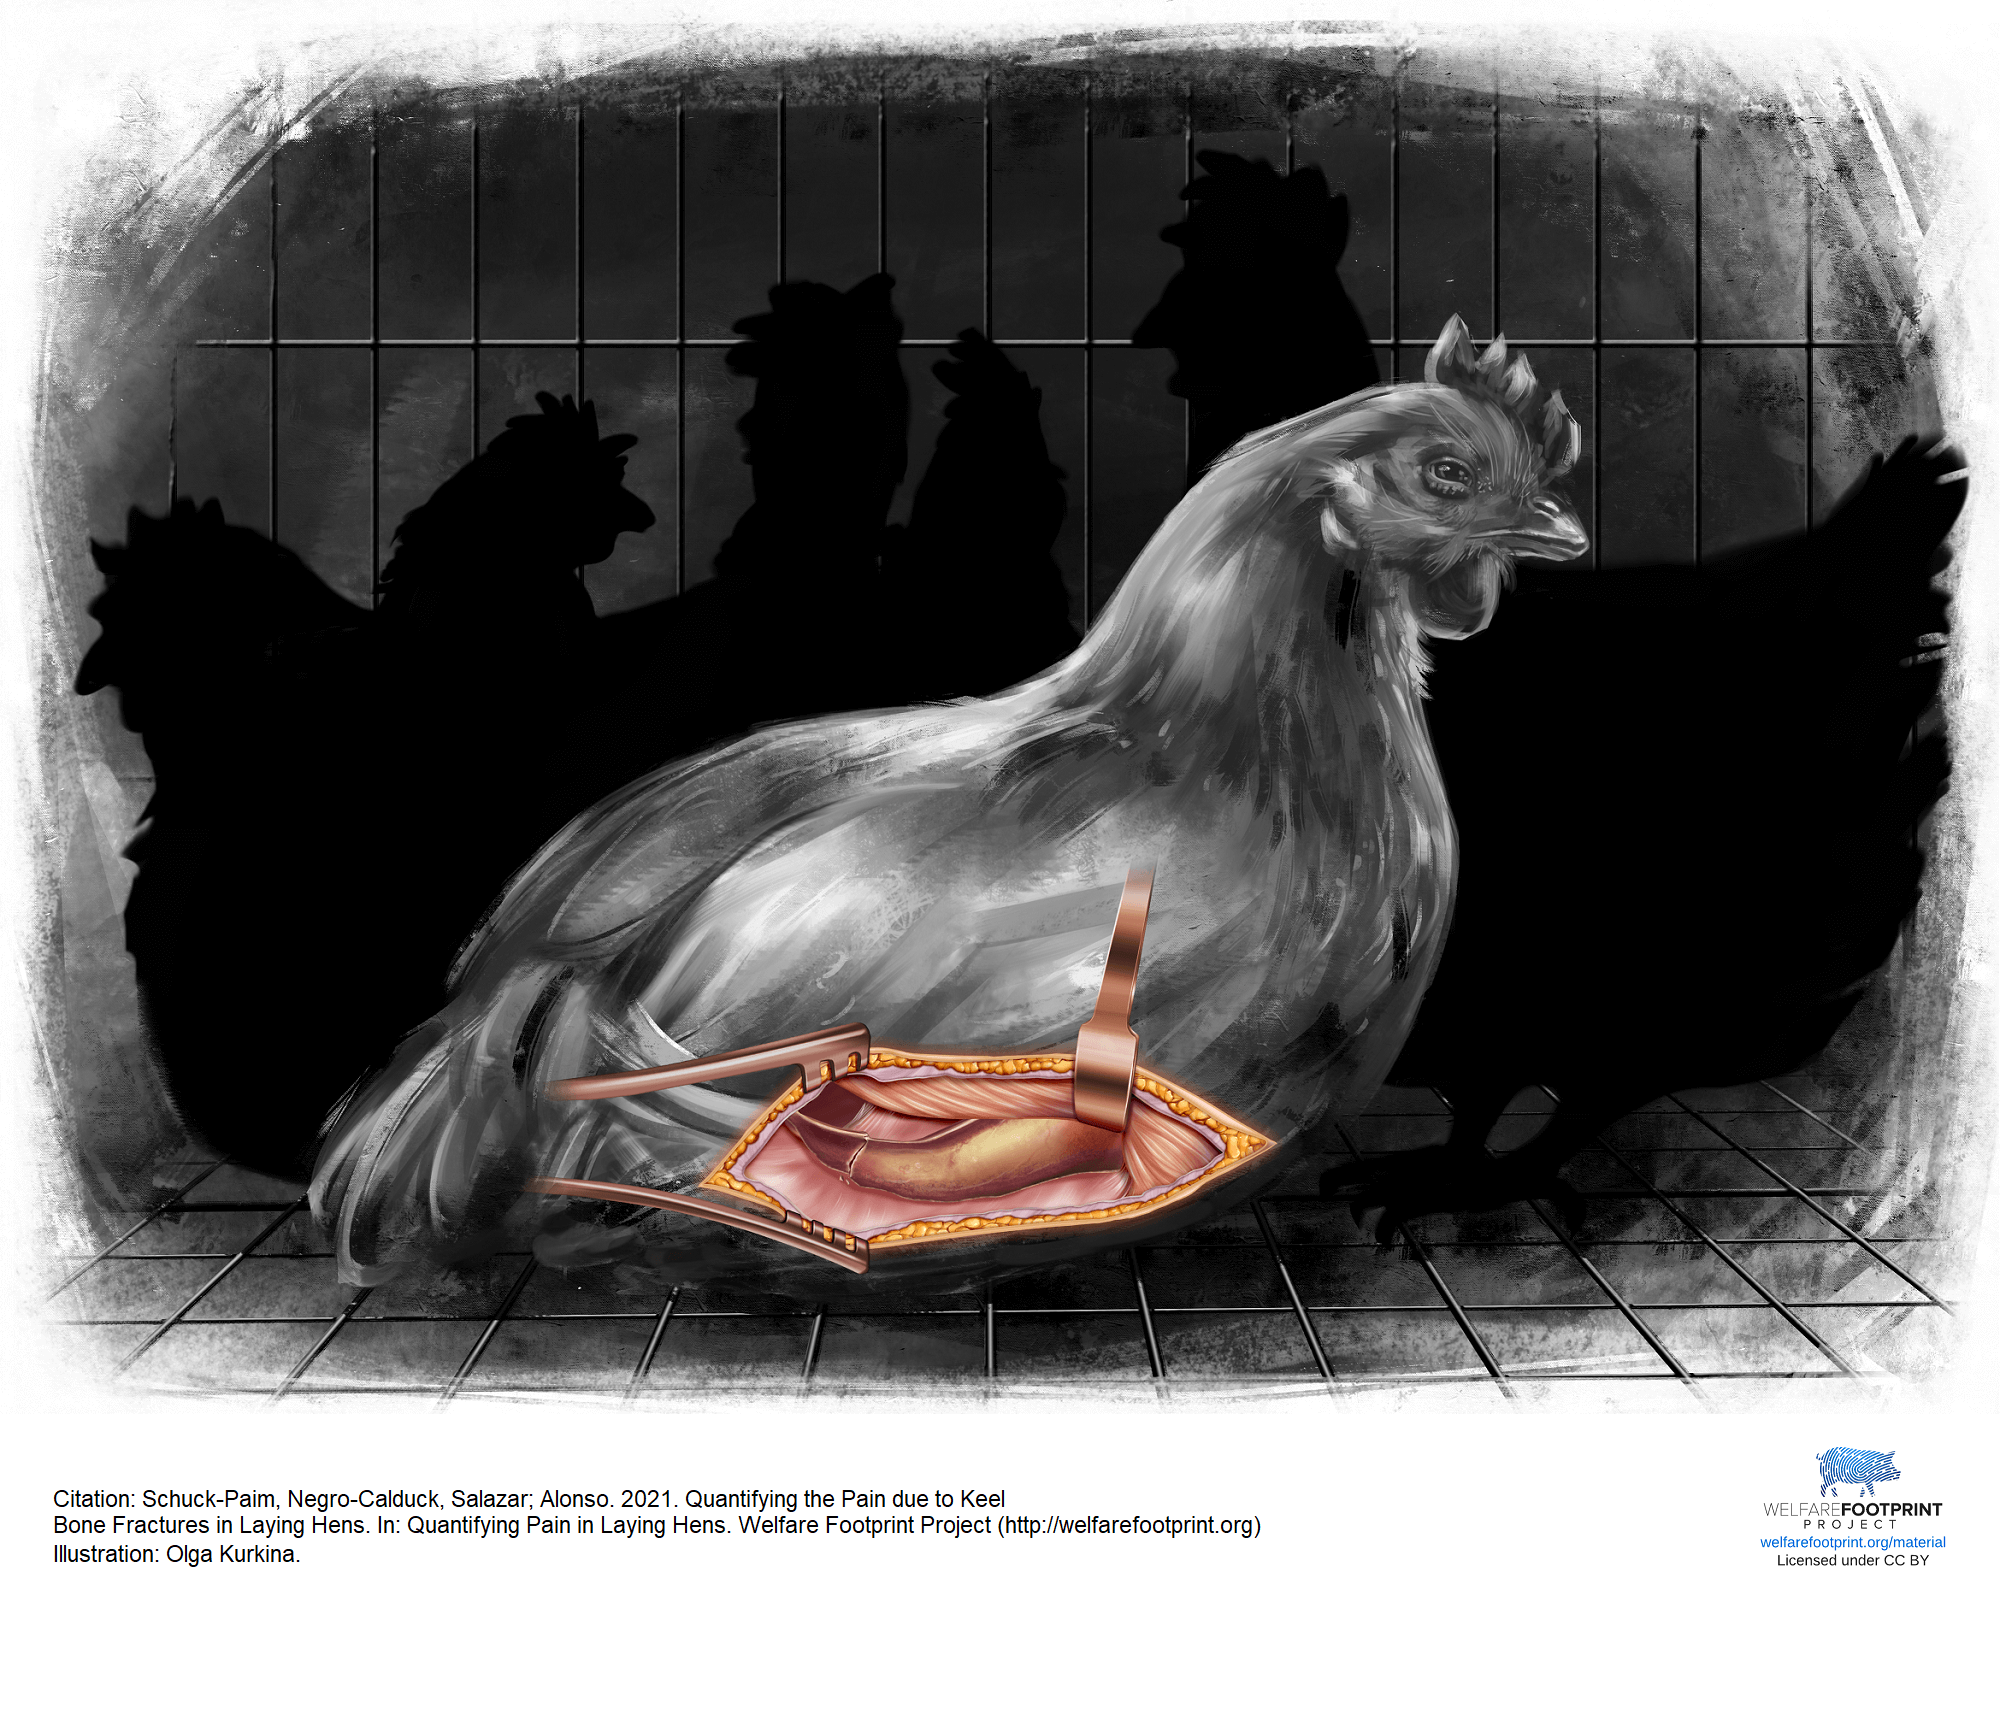 Citation: Schuck-Paim, Negro-Calduck, Salazar; Alonso. 2021. Quantifying the Pain due to Keel
Bone Fractures in Laying Hens. In: Quantifying Pain in Laying Hens. Welfare Footprint Project (http://welfarefootprint.org)
Illustration: Olga Kurkina.
WELFAREFOOTPRINT
PROJECT
welfarefootprint.org/material
Licensed under CC BY